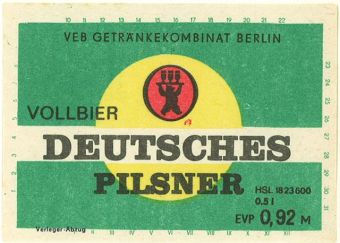 VEB GETRÄNKEKOMBINAT BERLIN
VOLLBIER
DEUTSCHES
PILSNER
HSL 1823600
0,5 l
EVP 0,92 M
Verleger-Abzug